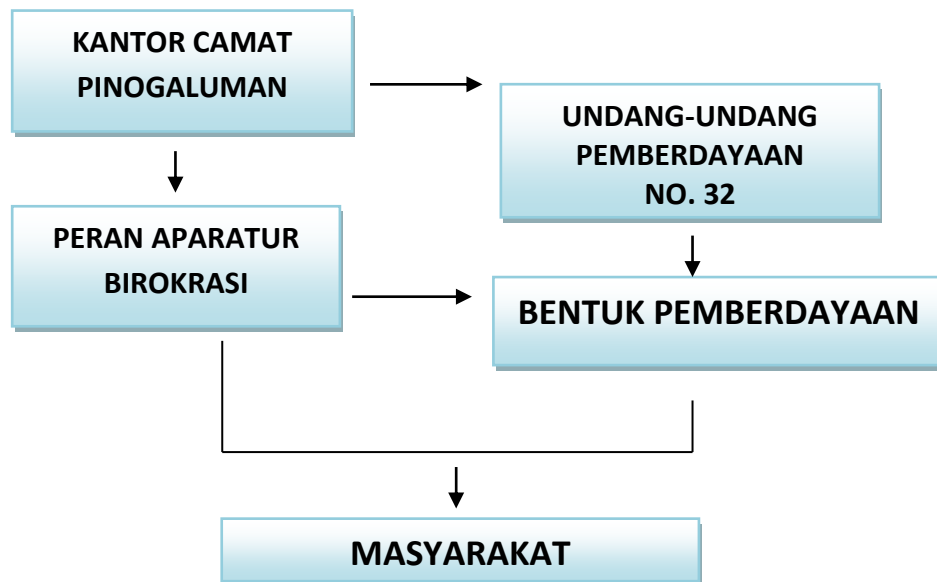 KANTOR CAMAT
PINOGALUMAN
UNDANG-UNDANG
PEMBERDAYAAN
NO. 32
PERAN APARATUR
BIROKRASI
BENTUK PEMBERDAYAAN
MASYARAKAT